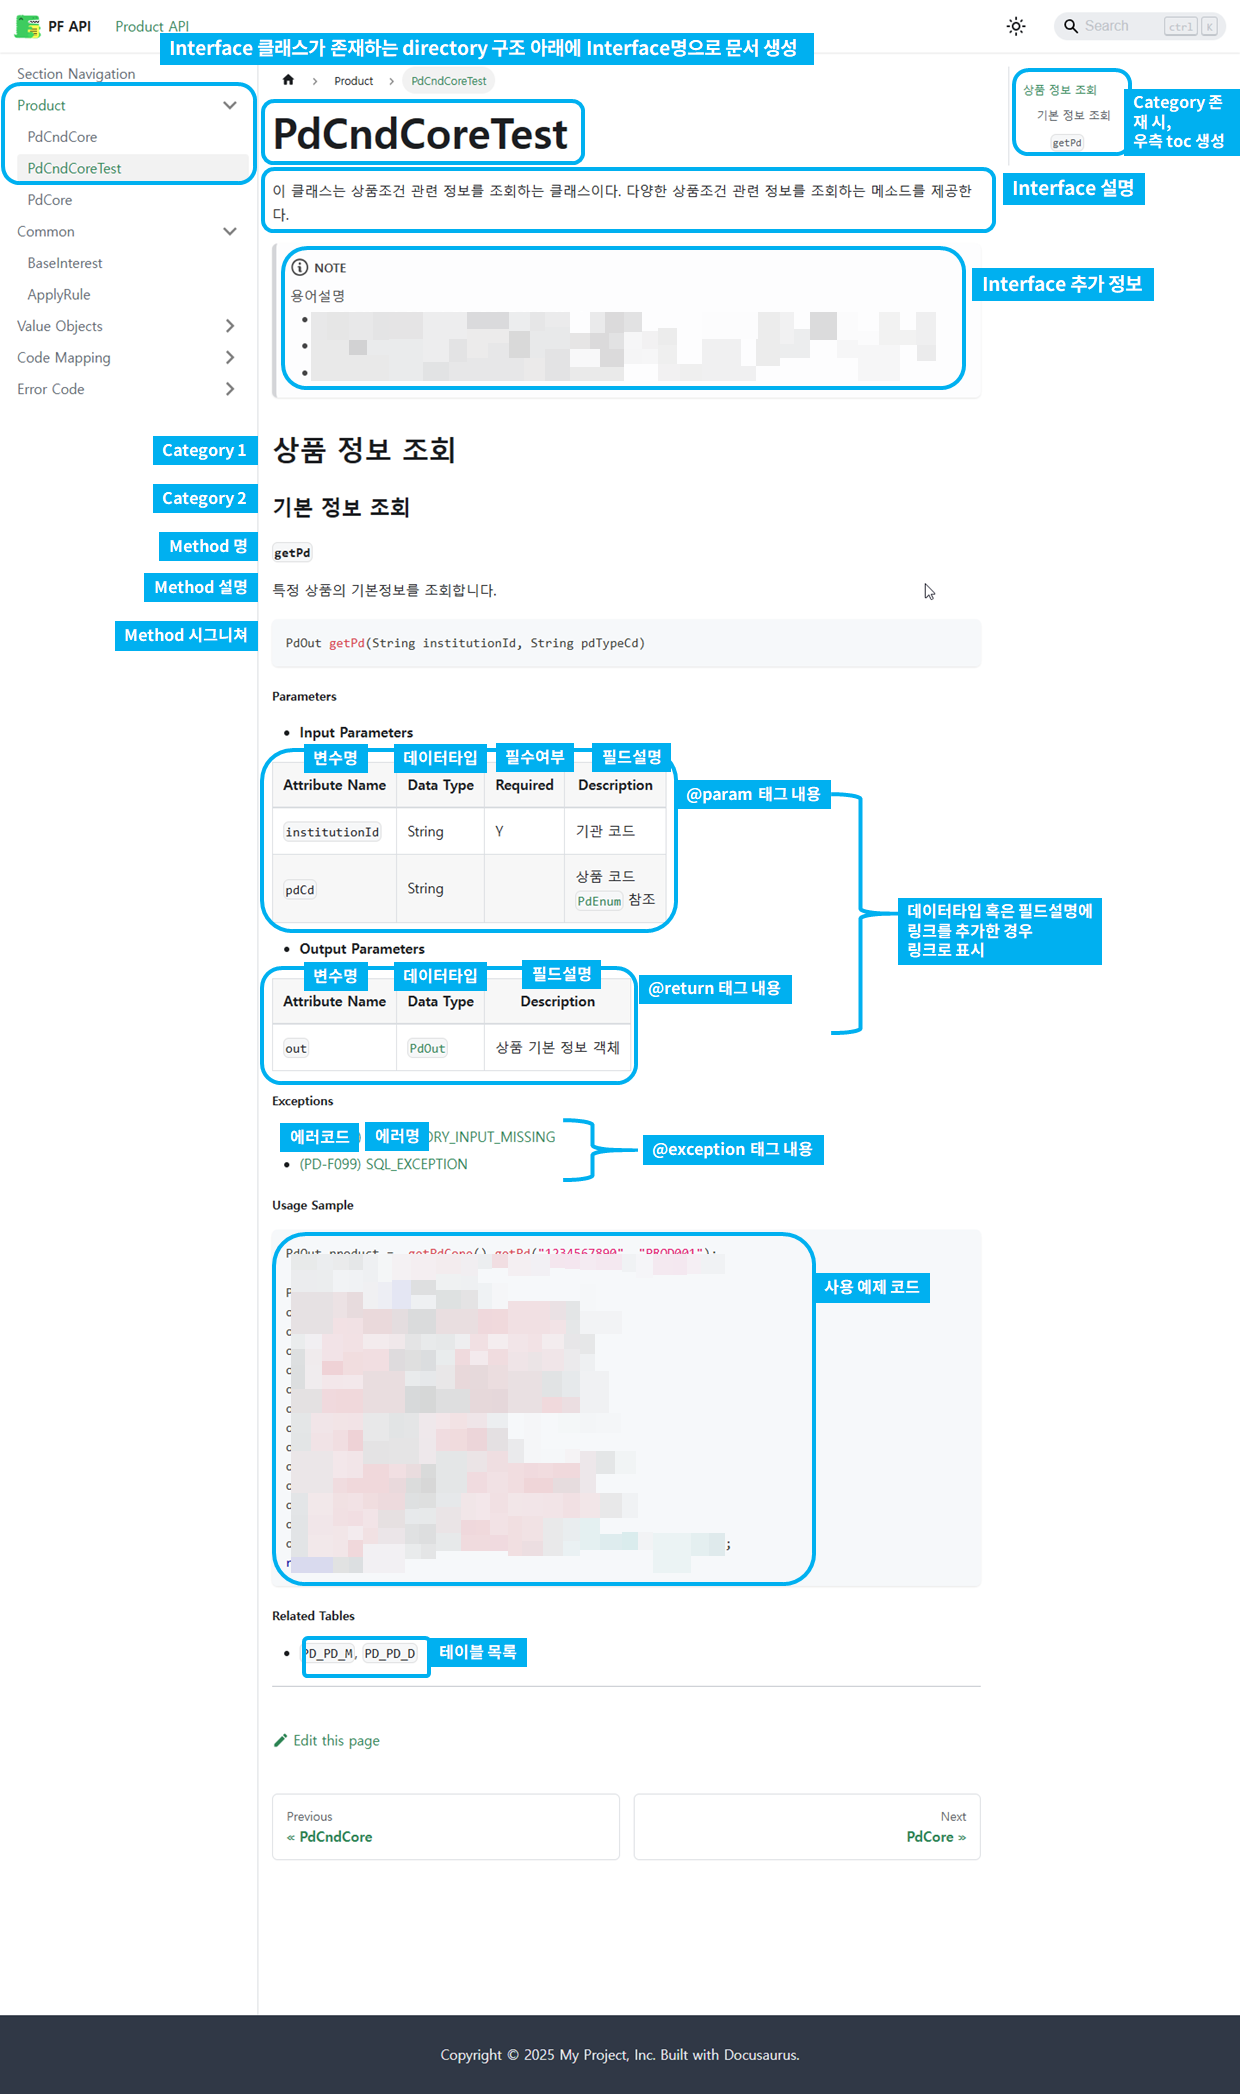 PF API
Product API
Search
ctrl
K
Interface 클래스가 존재하는 directory 구조 아래에 Interface명으로 문서 생성
Section Navigation
Product
PdCndCore
PdCndCoreTest
PdCore
Common
BaseInterest
ApplyRule
Value Objects
Code Mapping
Error Code
Product
PdCndCoreTest
상품 정보 조회
기본 정보 조회
getPd
Category 존
재 시,
우측 toc 생성
PdCndCoreTest
이 클래스는 상품조건 관련 정보를 조회하는 클래스이다. 다양한 상품조건 관련 정보를 조회하는 메소드를 제공한
다.
Interface 설명
NOTE
용어설명
Interface 추가 정보
Category 1
상품 정보 조회
Category 2
기본 정보 조회
Method 명
getPd
Method 설명
특정 상품의 기본정보를 조회합니다.
Method 시그니쳐
PdOut getPd(String institutionId, String pdTypeCd)
Parameters
Input Parameters
변수명
데이터타입
필수여부
필드설명
Attribute Name
Data Type
Required
Description
@param 태그 내용
institutionId
String
Y
기관 코드
pdCd
String
상품 코드
PdEnum 참조
데이터타입 혹은 필드설명에
링크를 추가한 경우
링크로 표시
Output Parameters
변수명
데이터타입
필드설명
@return 태그 내용
Attribute Name
Data Type
Description
out
PdOut
상품 기본 정보 객체
Exceptions
에러코드
에러명
ORY_INPUT_MISSING
(PD-F099) SQL_EXCEPTION
@exception 태그 내용
Usage Sample
PdOut product = getPdCore().getPd("1234567890", "PROD001");
사용 예제 코드
;
Related Tables
PD_PD_M, PD_PD_D
테이블 목록
Edit this page
Previous
« PdCndCore
Next
PdCore »
Copyright © 2025 My Project, Inc. Built with Docusaurus.